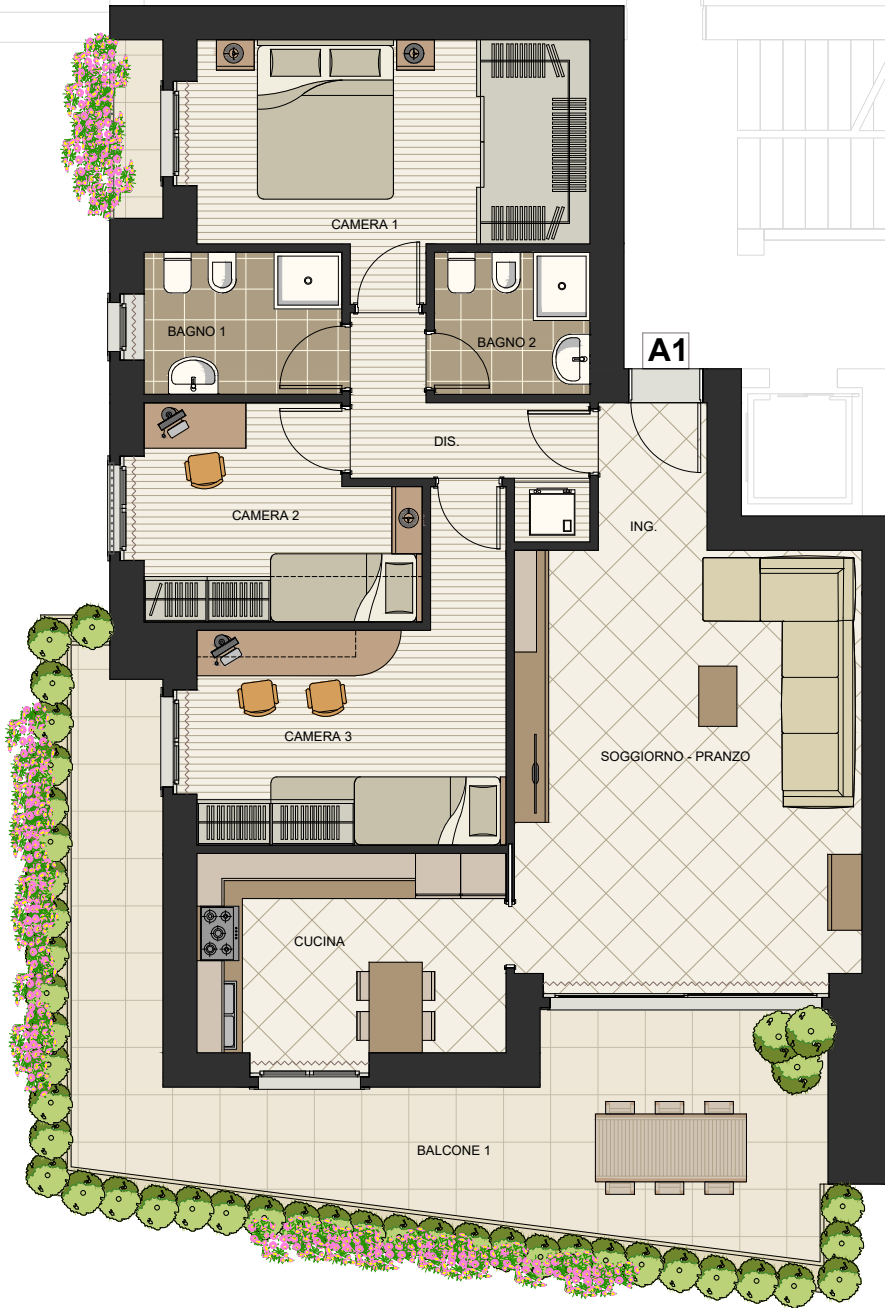 CAMERA 1
BAGNO 1
BAGNO 2
A1
DIS.
CAMERA 2
ING.
CAMERA 3
SOGGIORNO - PRANZO
CUCINA
BALCONE 1